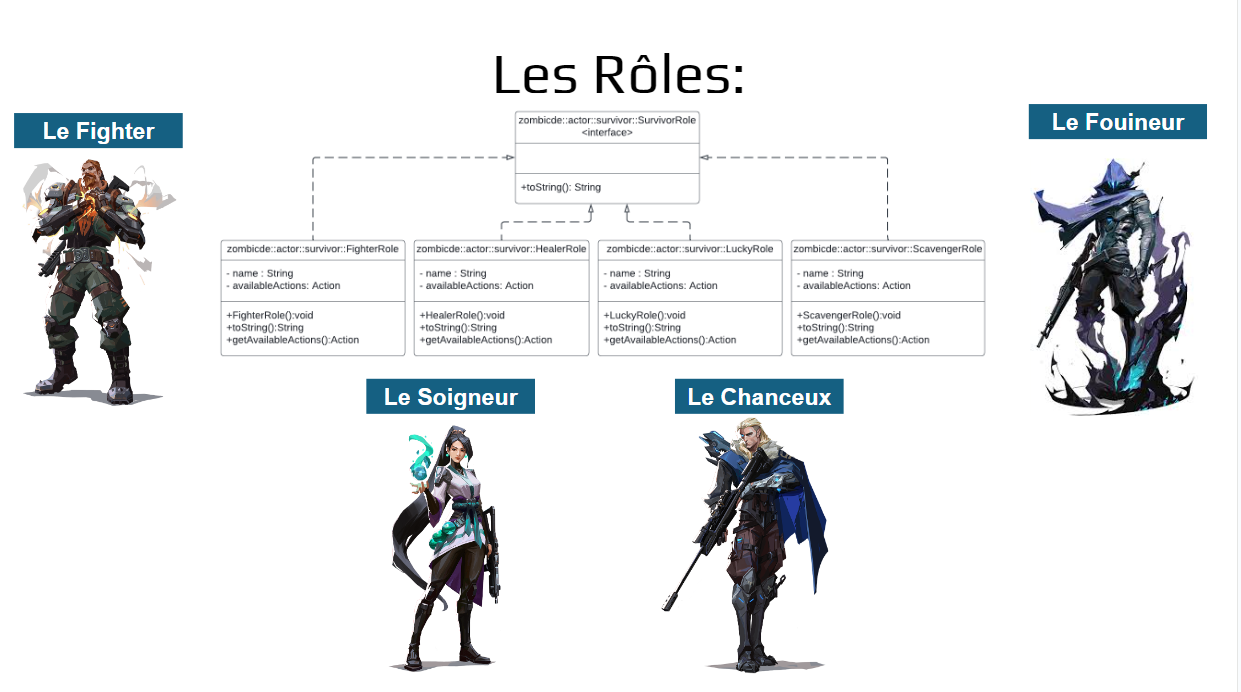 Les Rôles:
Le Fighter
Le Fouineur
zombicde::actor::survivor::SurvivorRole
<interface>
+toString(): String
zombicde::actor::survivor::FighterRole
- name : String
- availableActions: Action
+FighterRole():void
+toString():String
+getAvailableActions():Action
zombicde::actor::survivor::HealerRole
- name : String
- availableActions: Action
+HealerRole():void
+toString():String
+getAvailableActions():Action
zombicde::actor::survivor::LuckyRole
- name : String
- availableActions: Action
+LuckyRole():void
+toString():String
+getAvailableActions():Action
zombicde::actor::survivor::ScavengerRole
- name : String
- availableActions: Action
+ScavengerRole():void
+toString():String
+getAvailableActions():Action
Le Soigneur
Le Chanceux